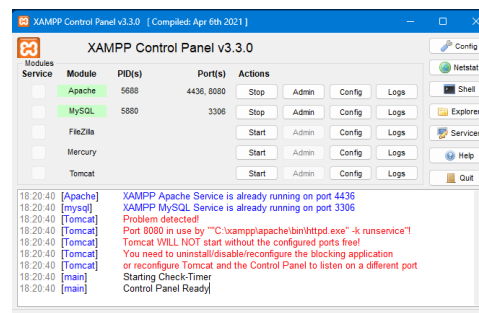 XAMPP Control Panel v3.3.0 [ Compiled: Apr 6th 2021 ]
XAMPP Control Panel v3.3.0
Config
Modules
Service Module PID(s) Port(s) Actions
Netstat
Apache 5688 4436, 8080 Stop Admin Config Logs
Shell
MySQL 5880 3306 Stop Admin Config Logs
Explorer
FileZilla Start Admin Config Logs
Services
Mercury Start Admin Config Logs
Help
Tomcat Start Admin Config Logs
Quit
18:20:40 [Apache] XAMPP Apache Service is already running on port 4436
18:20:40 [mysql] XAMPP MySQL Service is already running on port 3306
18:20:40 [Tomcat] Problem detected!
18:20:40 [Tomcat] Port 8080 in use by ""C:\xampp\apache\bin\httpd.exe" -k runservice"!
18:20:40 [Tomcat] Tomcat WILL NOT start without the configured ports free!
18:20:40 [Tomcat] You need to uninstall/disable/reconfigure the blocking application
18:20:40 [Tomcat] or reconfigure Tomcat and the Control Panel to listen on a different port
18:20:40 [main] Starting Check-Timer
18:20:40 [main] Control Panel Ready